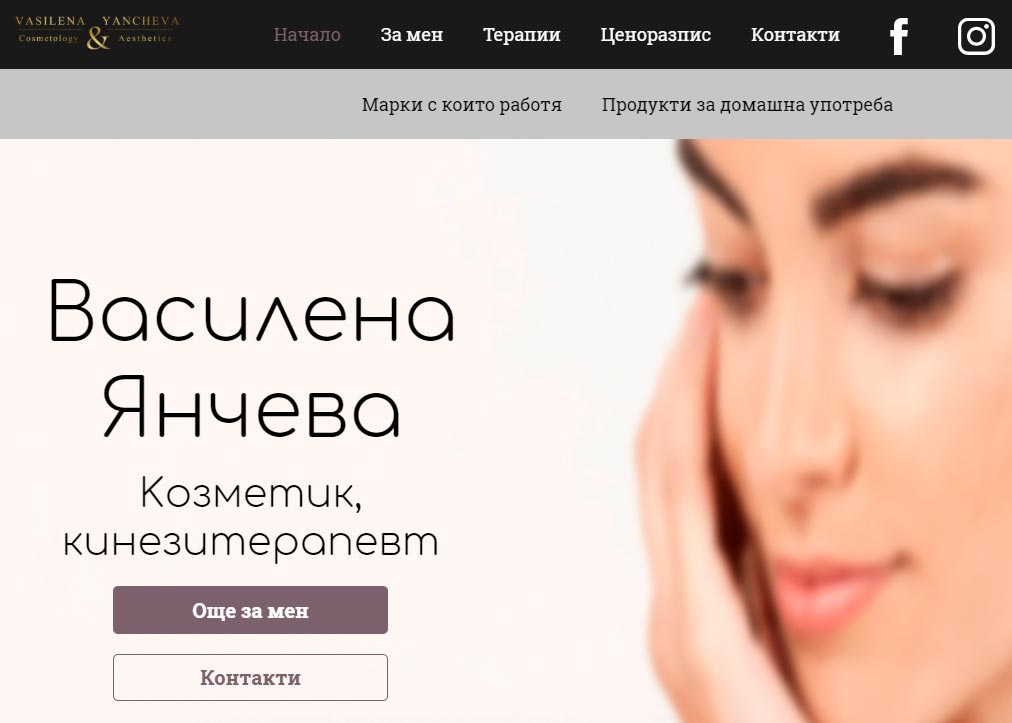 VASILENA & YANCHEVA
Cosmetology Aesthetics
Начало За мен Терапии Ценоразпис Контакти
Марки с които работя Продукти за домашна употреба
Василена
Янчева
Козметик,
кинезитерапевт
Още за мен
Контакти